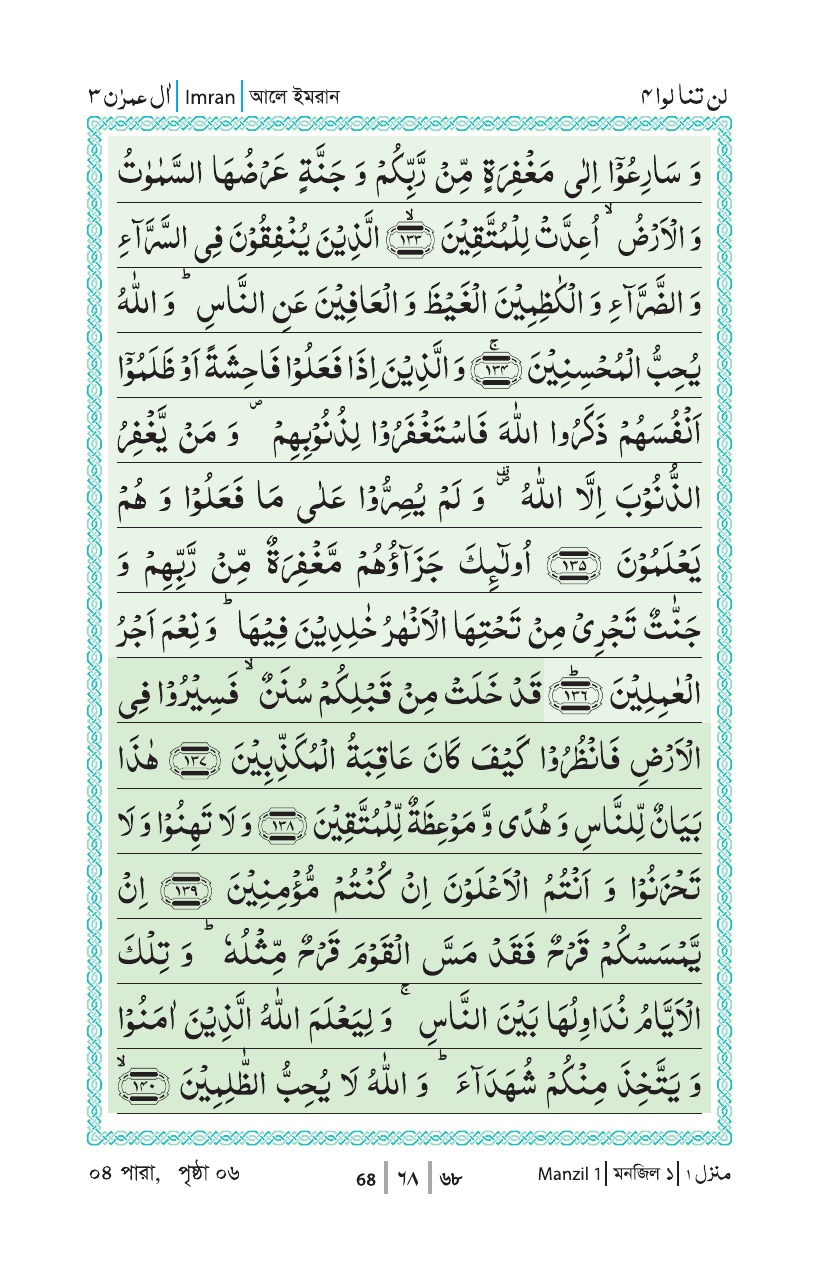 اٰل عمرٰن ٣ | Imran | আলে ইমরান
لن تنالوا ۴
وَ سَارِعُوْۤا اِلٰى مَغْفِرَةٍ مِّنْ رَّبِّكُمْ وَ جَنَّةٍ عَرْضُهَا السَّمٰوٰتُ
وَ الْاَرْضُ ۙ اُعِدَّتْ لِلْمُتَّقِیْنَ ﴿۱۳۳﴾ۙ الَّذِیْنَ یُنْفِقُوْنَ فِی السَّرَّآءِ
وَ الضَّرَّآءِ وَ الْكٰظِمِیْنَ الْغَیْظَ وَ الْعَافِیْنَ عَنِ النَّاسِ ؕ وَ اللّٰهُ
یُحِبُّ الْمُحْسِنِیْنَ ﴿۱۳۴﴾ۚ وَ الَّذِیْنَ اِذَا فَعَلُوْا فَاحِشَةً اَوْ ظَلَمُوْۤا
اَنْفُسَهُمْ ذَكَرُوا اللّٰهَ فَاسْتَغْفَرُوْا لِذُنُوْبِهِمْ ۪ وَ مَنْ یَّغْفِرُ
الذُّنُوْبَ اِلَّا اللّٰهُ ۪۫ وَ لَمْ یُصِرُّوْا عَلٰى مَا فَعَلُوْا وَ هُمْ
یَعْلَمُوْنَ ﴿۱۳۵﴾ اُولٰٓىِٕكَ جَزَآؤُهُمْ مَّغْفِرَةٌ مِّنْ رَّبِّهِمْ وَ
جَنّٰتٌ تَجْرِیْ مِنْ تَحْتِهَا الْاَنْهٰرُ خٰلِدِیْنَ فِیْهَا ؕ وَ نِعْمَ اَجْرُ
الْعٰمِلِیْنَ ﴿۱۳۶﴾ؕ قَدْ خَلَتْ مِنْ قَبْلِكُمْ سُنَنٌ ۙ فَسِیْرُوْا فِی
الْاَرْضِ فَانْظُرُوْا كَیْفَ كَانَ عَاقِبَةُ الْمُكَذِّبِیْنَ ﴿۱۳۷﴾ هٰذَا
بَیَانٌ لِّلنَّاسِ وَ هُدًى وَّ مَوْعِظَةٌ لِّلْمُتَّقِیْنَ ﴿۱۳۸﴾ وَ لَا تَهِنُوْا وَ لَا
تَحْزَنُوْا وَ اَنْتُمُ الْاَعْلَوْنَ اِنْ كُنْتُمْ مُّؤْمِنِیْنَ ﴿۱۳۹﴾ اِنْ
یَّمْسَسْكُمْ قَرْحٌ فَقَدْ مَسَّ الْقَوْمَ قَرْحٌ مِّثْلُهٗ ؕ وَ تِلْكَ
الْاَیَّامُ نُدَاوِلُهَا بَیْنَ النَّاسِ ۚ وَ لِیَعْلَمَ اللّٰهُ الَّذِیْنَ اٰمَنُوْا
وَ یَتَّخِذَ مِنْكُمْ شُهَدَآءَ ؕ وَ اللّٰهُ لَا یُحِبُّ الظّٰلِمِیْنَ ﴿۱۴۰﴾ۙ
০৪ পারা, পৃষ্ঠা ০৬
68 | ٦٨ | ৬৮
Manzil 1 | মনজিল ১ | منزل ١